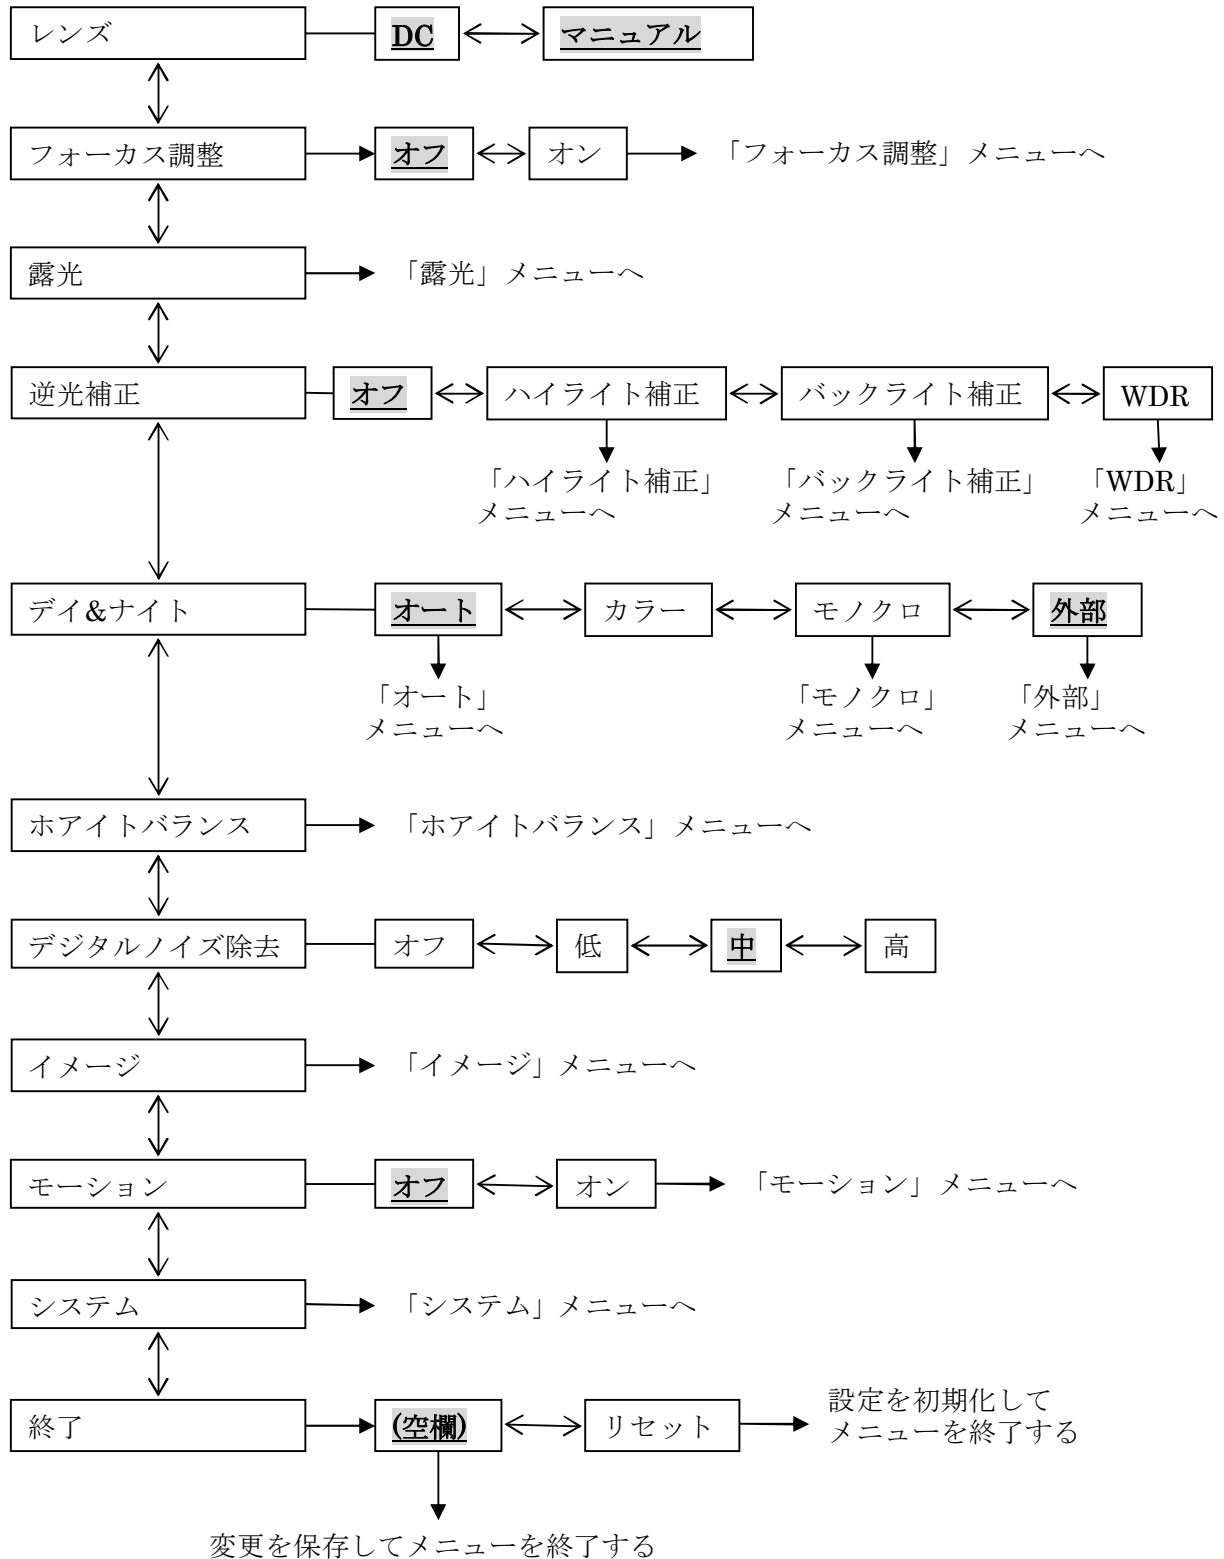 レンズ DC マニュアル
フォーカス調整 オフ オン 「フォーカス調整」メニューへ
露光 「露光」メニューへ
逆光補正 オフ ハイライト補正 バックライト補正 WDR
「ハイライト補正」 「バックライト補正」 「WDR」
メニューへ メニューへ メニューへ
デイ&ナイト オート カラー モノクロ 外部
「オート」 「モノクロ」 「外部」
メニューへ メニューへ メニューへ
ホアイトバランス 「ホアイトバランス」メニューへ
デジタルノイズ除去 オフ 低 中 高
イメージ 「イメージ」メニューへ
モーション オフ オン 「モーション」メニューへ
システム 「システム」メニューへ
終了 (空欄) リセット 設定を初期化して
メニューを終了する
変更を保存してメニューを終了する